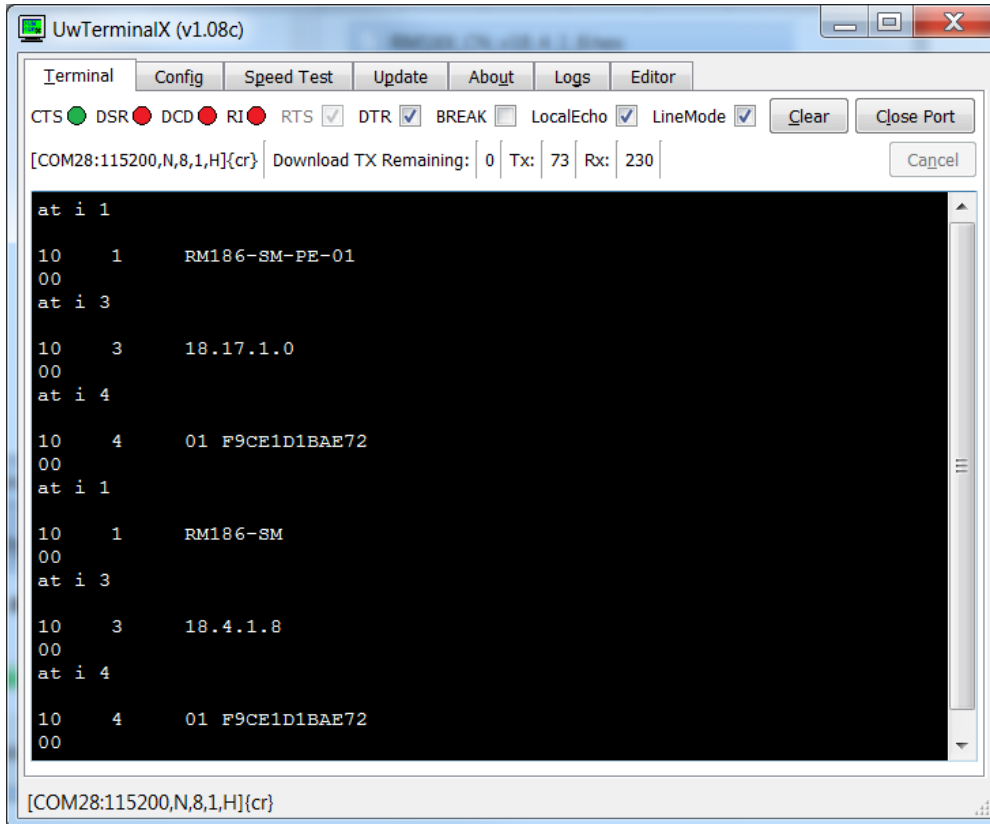 UwTerminalX (v1.08c)
Terminal Config Speed Test Update About Logs Editor
CTS DSR DCD RI RTS DTR BREAK LocalEcho LineMode Clear Close Port
[COM28:115200,N,8,1,H]{cr} Download TX Remaining: 0 Tx: 73 Rx: 230 Cancel
at i 1
10 1 RM186-SM-PE-01
00
at i 3
10 3 18.17.1.0
00
at i 4
10 4 01 F9CE1D1BAE72
00
at i 1
10 1 RM186-SM
00
at i 3
10 3 18.4.1.8
00
at i 4
10 4 01 F9CE1D1BAE72
00
[COM28:115200,N,8,1,H]{cr}